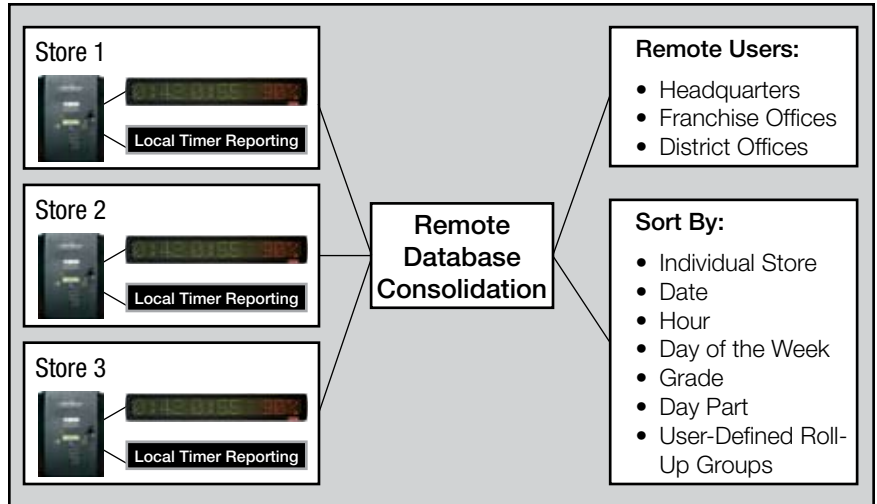 Store 1
Local Timer Reporting
Store 2
Local Timer Reporting
Store 3
Local Timer Reporting
Remote
Database
Consolidation
Remote Users:
• Headquarters
• Franchise Offices
• District Offices
Sort By:
• Individual Store
• Date
• Hour
• Day of the Week
• Grade
• Day Part
• User-Defined Roll-
Up Groups